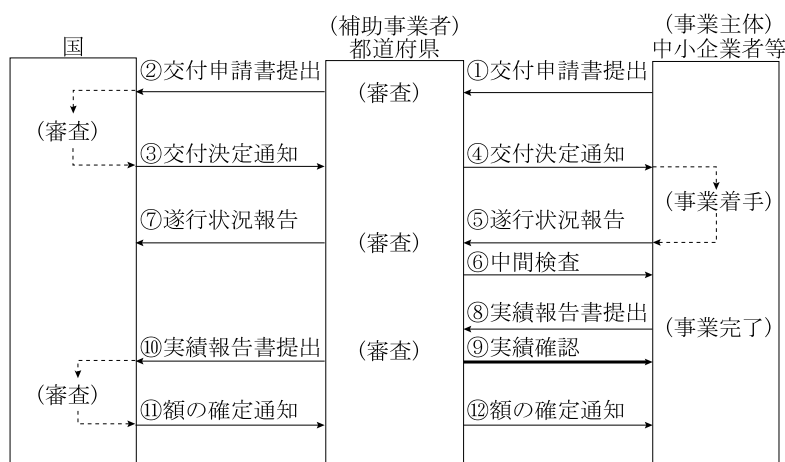 国
（補助事業者）
都道府県
（事業主体）
中小企業者等
②交付申請書提出
（審査）
①交付申請書提出
（審査）
③交付決定通知
④交付決定通知
（事業着手）
⑦遂行状況報告
（審査）
⑤遂行状況報告
⑥中間検査
⑧実績報告書提出
（事業完了）
⑩実績報告書提出
（審査）
⑨実績確認
（審査）
⑪額の確定通知
⑫額の確定通知